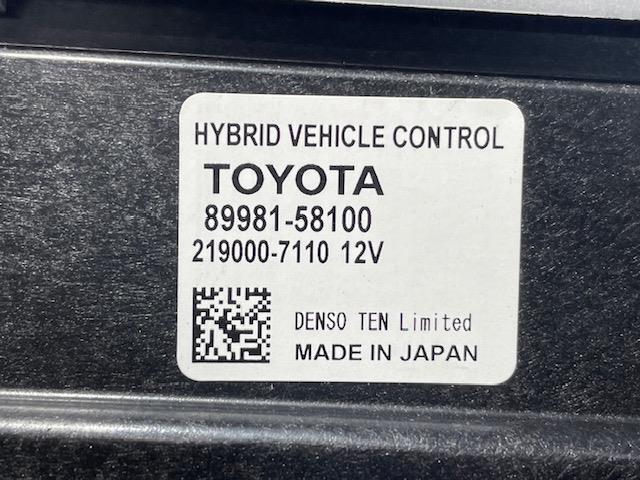 HYBRID VEHICLE CONTROL
TOYOTA
89981-58100
219000-7110 12V
DENSO TEN Limited
MADE IN JAPAN